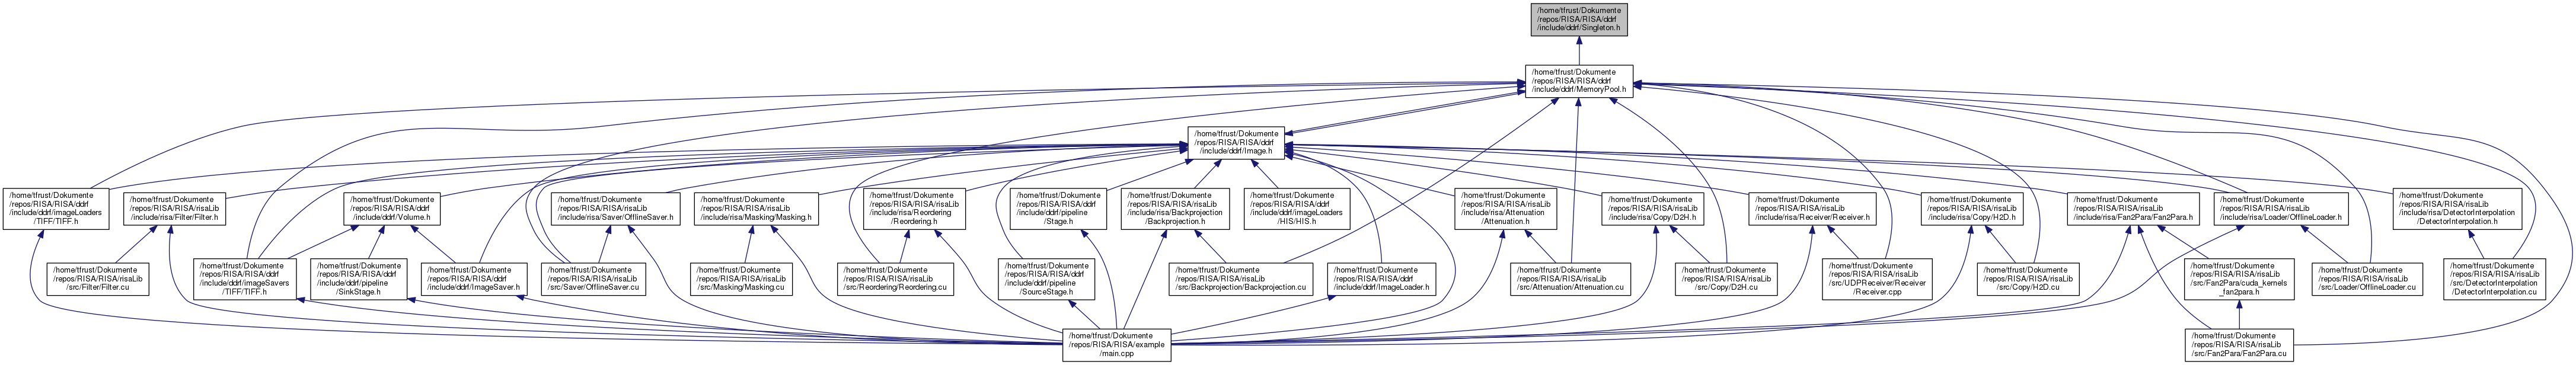 /home/tfrust/Dokumente
/repos/RISA/RISA/ddrf
/include/ddrf/Singleton.h
/home/tfrust/Dokumente
/repos/RISA/RISA/ddrf
/include/ddrf/MemoryPool.h
/home/tfrust/Dokumente
/repos/RISA/RISA/ddrf
/include/ddrf/Image.h
/home/tfrust/Dokumente
/repos/RISA/RISA/ddrf
/include/ddrf/imageLoaders
/TIFF/TIFF.h
/home/tfrust/Dokumente
/repos/RISA/RISA/risaLib
/include/risa/Filter/Filter.h
/home/tfrust/Dokumente
/repos/RISA/RISA/ddrf
/include/ddrf/Volume.h
/home/tfrust/Dokumente
/repos/RISA/RISA/risaLib
/include/risa/Saver/OfflineSaver.h
/home/tfrust/Dokumente
/repos/RISA/RISA/risaLib
/include/risa/Masking/Masking.h
/home/tfrust/Dokumente
/repos/RISA/RISA/risaLib
/include/risa/Reordering
/Reordering.h
/home/tfrust/Dokumente
/repos/RISA/RISA/ddrf
/include/ddrf/pipeline
/Stage.h
/home/tfrust/Dokumente
/repos/RISA/RISA/risaLib
/include/risa/Backprojection
/Backprojection.h
/home/tfrust/Dokumente
/repos/RISA/RISA/ddrf
/include/ddrf/imageLoaders
/HIS/HIS.h
/home/tfrust/Dokumente
/repos/RISA/RISA/risaLib
/include/risa/Attenuation
/Attenuation.h
/home/tfrust/Dokumente
/repos/RISA/RISA/risaLib
/include/risa/Copy/D2H.h
/home/tfrust/Dokumente
/repos/RISA/RISA/risaLib
/include/risa/Receiver/Receiver.h
/home/tfrust/Dokumente
/repos/RISA/RISA/risaLib
/include/risa/Copy/H2D.h
/home/tfrust/Dokumente
/repos/RISA/RISA/risaLib
/include/risa/Fan2Para/Fan2Para.h
/home/tfrust/Dokumente
/repos/RISA/RISA/risaLib
/include/risa/Loader/OfflineLoader.h
/home/tfrust/Dokumente
/repos/RISA/RISA/risaLib
/include/risa/DetectorInterpolation
/DetectorInterpolation.h
/home/tfrust/Dokumente
/repos/RISA/RISA/risaLib
/src/Filter/Filter.cu
/home/tfrust/Dokumente
/repos/RISA/RISA/ddrf
/include/ddrf/imageSavers
/TIFF/TIFF.h
/home/tfrust/Dokumente
/repos/RISA/RISA/ddrf
/include/ddrf/pipeline
/SinkStage.h
/home/tfrust/Dokumente
/repos/RISA/RISA/ddrf
/include/ddrf/ImageSaver.h
/home/tfrust/Dokumente
/repos/RISA/RISA/risaLib
/src/Saver/OfflineSaver.cu
/home/tfrust/Dokumente
/repos/RISA/RISA/risaLib
/src/Masking/Masking.cu
/home/tfrust/Dokumente
/repos/RISA/RISA/risaLib
/src/Reordering/Reordering.cu
/home/tfrust/Dokumente
/repos/RISA/RISA/ddrf
/include/ddrf/pipeline
/SourceStage.h
/home/tfrust/Dokumente
/repos/RISA/RISA/risaLib
/src/Backprojection/Backprojection.cu
/home/tfrust/Dokumente
/repos/RISA/RISA/ddrf
/include/ddrf/ImageLoader.h
/home/tfrust/Dokumente
/repos/RISA/RISA/risaLib
/src/Attenuation/Attenuation.cu
/home/tfrust/Dokumente
/repos/RISA/RISA/risaLib
/src/Copy/D2H.cu
/home/tfrust/Dokumente
/repos/RISA/RISA/risaLib
/src/UDPReceiver/Receiver
/Receiver.cpp
/home/tfrust/Dokumente
/repos/RISA/RISA/risaLib
/src/Copy/H2D.cu
/home/tfrust/Dokumente
/repos/RISA/RISA/risaLib
/src/Fan2Para/cuda_kernels
_fan2para.h
/home/tfrust/Dokumente
/repos/RISA/RISA/risaLib
/src/Loader/OfflineLoader.cu
/home/tfrust/Dokumente
/repos/RISA/RISA/risaLib
/src/DetectorInterpolation
/DetectorInterpolation.cu
/home/tfrust/Dokumente
/repos/RISA/RISA/example
/main.cpp
/home/tfrust/Dokumente
/repos/RISA/RISA/risaLib
/src/Fan2Para/Fan2Para.cu